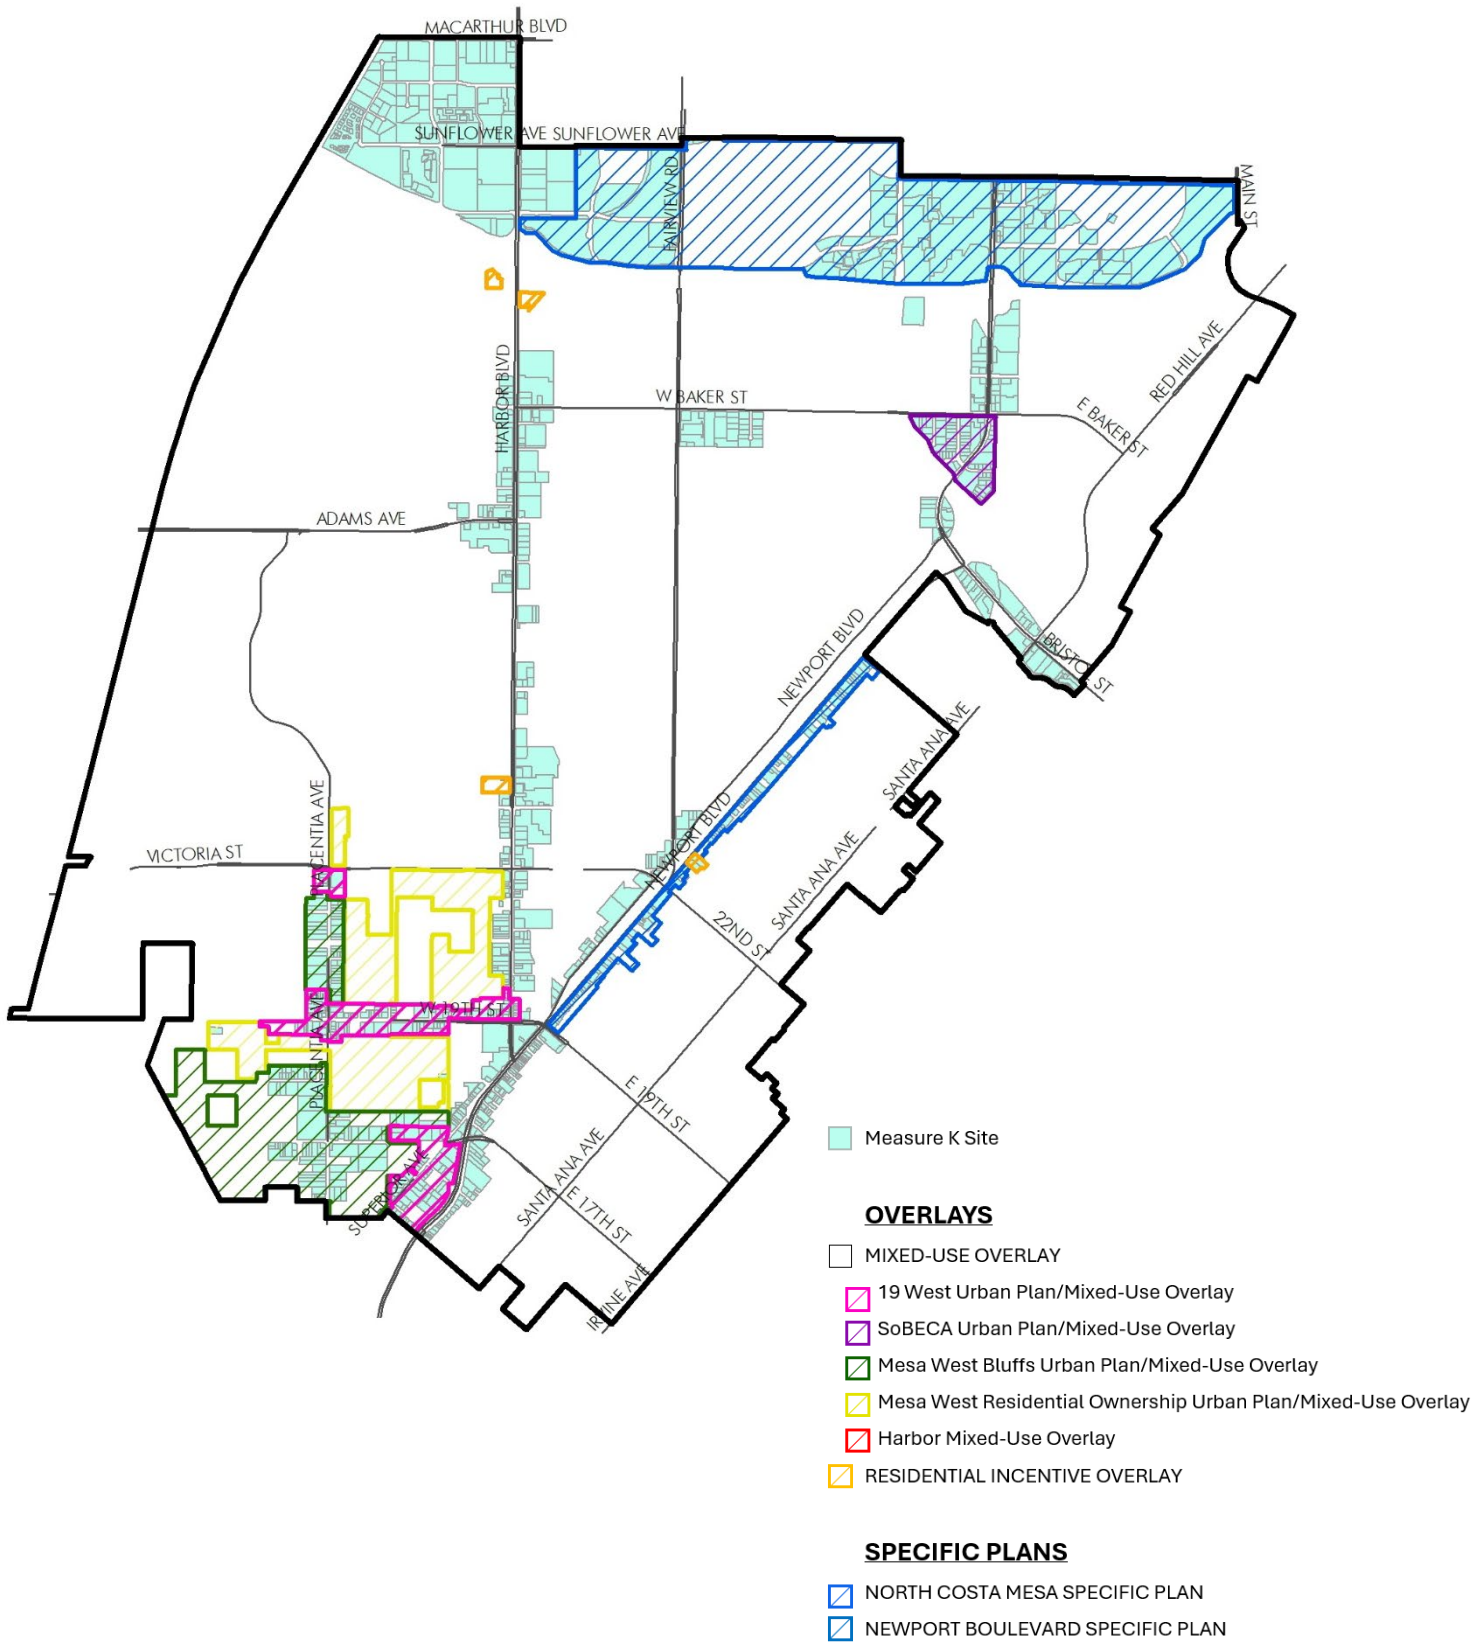 MACARTHUR BLVD
SUNFLOWER AVE
SUNFLOWER AVE
FAIRVIEW RD
MAIN ST
HARBOR BLVD
RED HILL AVE
W BAKER ST
E BAKER ST
ADAMS AVE
NEWPORT BLVD
BRISTOL ST
SANTA ANA AVE
PLACENTIA AVE
NEWPORT BLVD
VICTORIA ST
SANTA ANA AVE
22ND ST
W 19TH ST
PLACENTIA AVE
E 19TH ST
SANTA ANA AVE
SUPERIOR AVE
E 17TH ST
IRVINE AVE
Measure K Site
OVERLAYS
MIXED-USE OVERLAY
19 West Urban Plan/Mixed-Use Overlay
SoBECA Urban Plan/Mixed-Use Overlay
Mesa West Bluffs Urban Plan/Mixed-Use Overlay
Mesa West Residential Ownership Urban Plan/Mixed-Use Overlay
Harbor Mixed-Use Overlay
RESIDENTIAL INCENTIVE OVERLAY
SPECIFIC PLANS
NORTH COSTA MESA SPECIFIC PLAN
NEWPORT BOULEVARD SPECIFIC PLAN